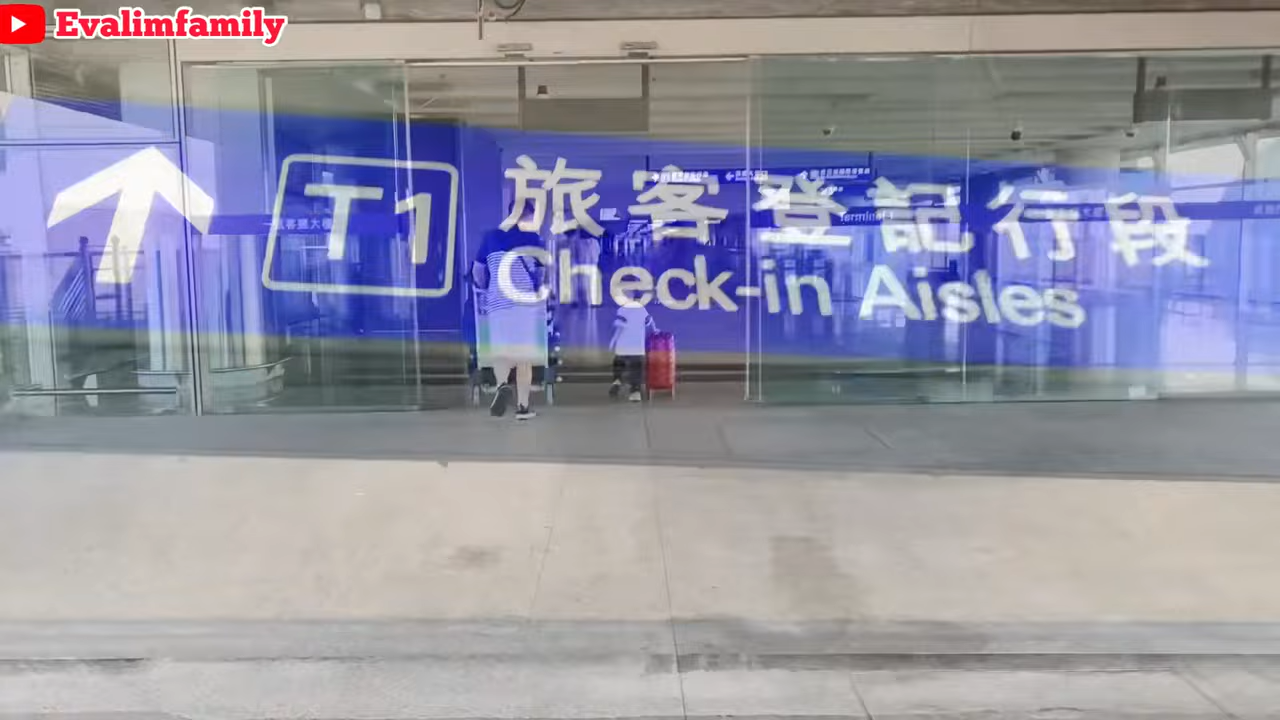 Evalimfamily
T1
旅客登記行段
Check-in Aisles